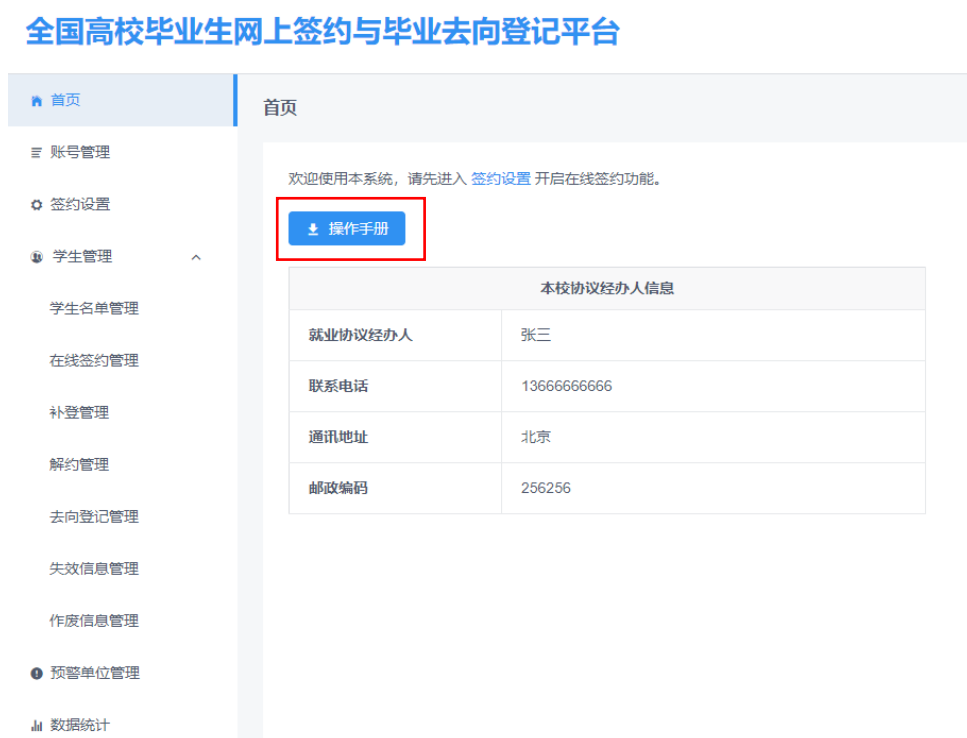 全国高校毕业生网上签约与毕业去向登记平台
首页
账号管理
签约设置
学生管理
学生名单管理
在线签约管理
补登管理
解约管理
去向登记管理
失效信息管理
作废信息管理
预警单位管理
数据统计
首页
欢迎使用本系统，请先进入 签约设置 开启在线签约功能。
操作手册
本校协议经办人信息
就业协议经办人 张三
联系电话 13666666666
通讯地址 北京
邮政编码 256256